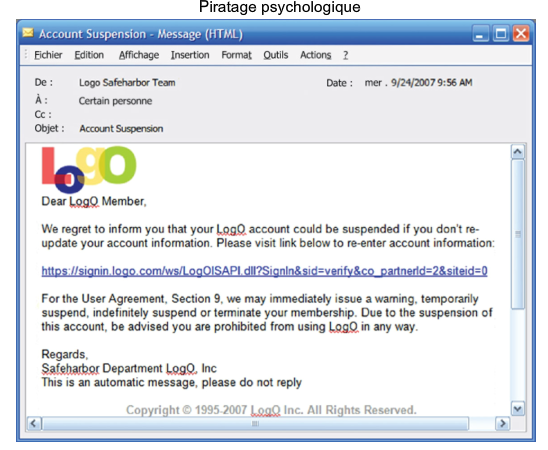 Piratage psychologique
Account Suspension - Message (HTML)
Fichier Edition Affichage Insertion Format Outils Actions ?
De : Logo Safeharbor Team Date : mer . 9/24/2007 9:56 AM
À : Certain personne
Cc :
Objet : Account Suspension
LogO
Dear LogO Member,
We regret to inform you that your LogO account could be suspended if you don't re-
update your account information. Please visit link below to re-enter account information:
https://signin.logo.com/ws/LogOISAPI.dll?SignIn&sid=verify&co_partnerId=2&siteid=0
For the User Agreement, Section 9, we may immediately issue a warning, temporarily
suspend, indefinitely suspend or terminate your membership. Due to the suspension of
this account, be advised you are prohibited from using LogO in any way.
Regards,
Safeharbor Department LogO, Inc
This is an automatic message, please do not reply
Copyright © 1995-2007 LogO Inc. All Rights Reserved.